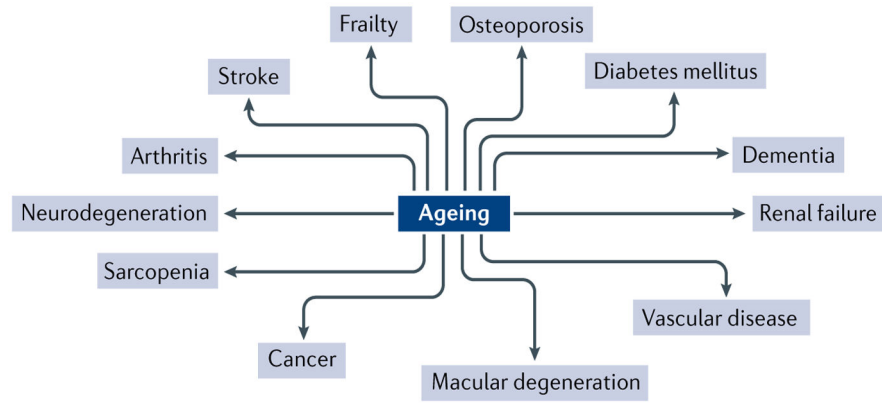 Frailty
Osteoporosis
Stroke
Diabetes mellitus
Arthritis
Dementia
Neurodegeneration
Ageing
Renal failure
Sarcopenia
Vascular disease
Cancer
Macular degeneration